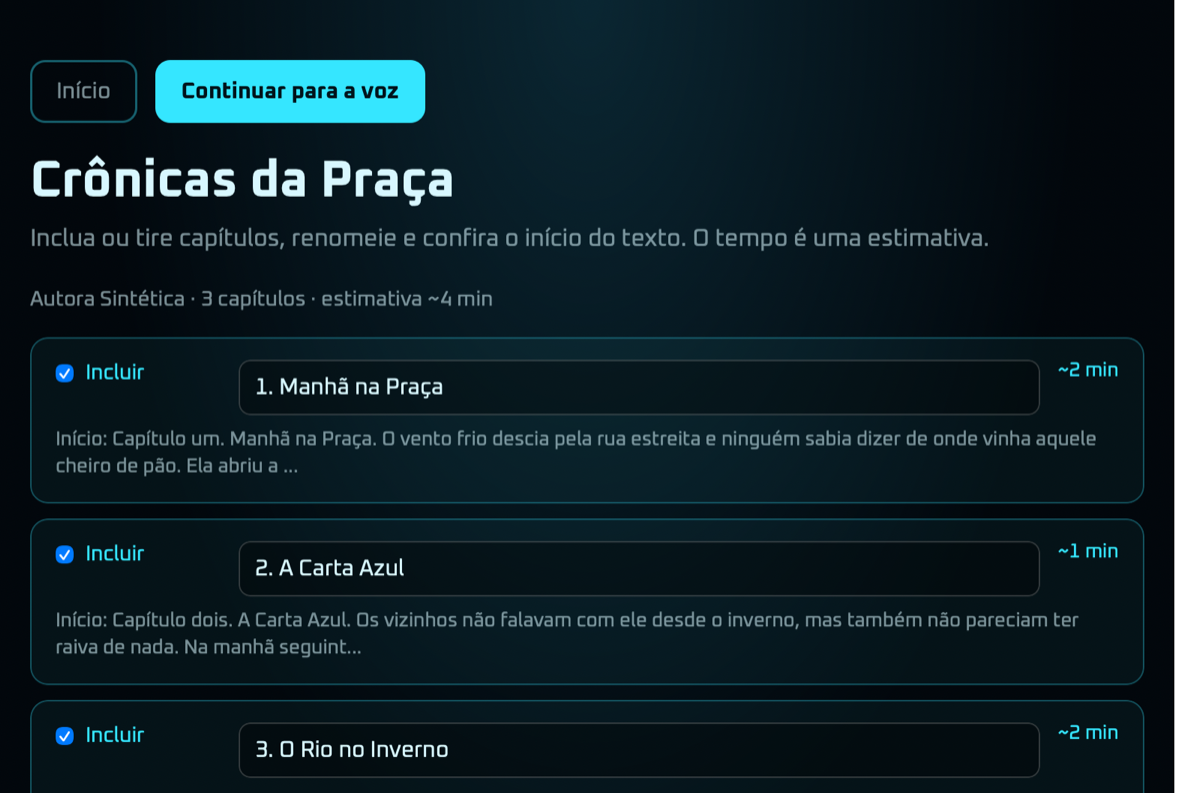 Início
Continuar para a voz
Crônicas da Praça
Inclua ou tire capítulos, renomeie e confira o início do texto. O tempo é uma estimativa.
Autora Sintética · 3 capítulos · estimativa ~4 min
Incluir
1. Manhã na Praça
~2 min
Início: Capítulo um. Manhã na Praça. O vento frio descia pela rua estreita e ninguém sabia dizer de onde vinha aquele
cheiro de pão. Ela abriu a ...
Incluir
2. A Carta Azul
~1 min
Início: Capítulo dois. A Carta Azul. Os vizinhos não falavam com ele desde o inverno, mas também não pareciam ter
raiva de nada. Na manhã seguint...
Incluir
3. O Rio no Inverno
~2 min